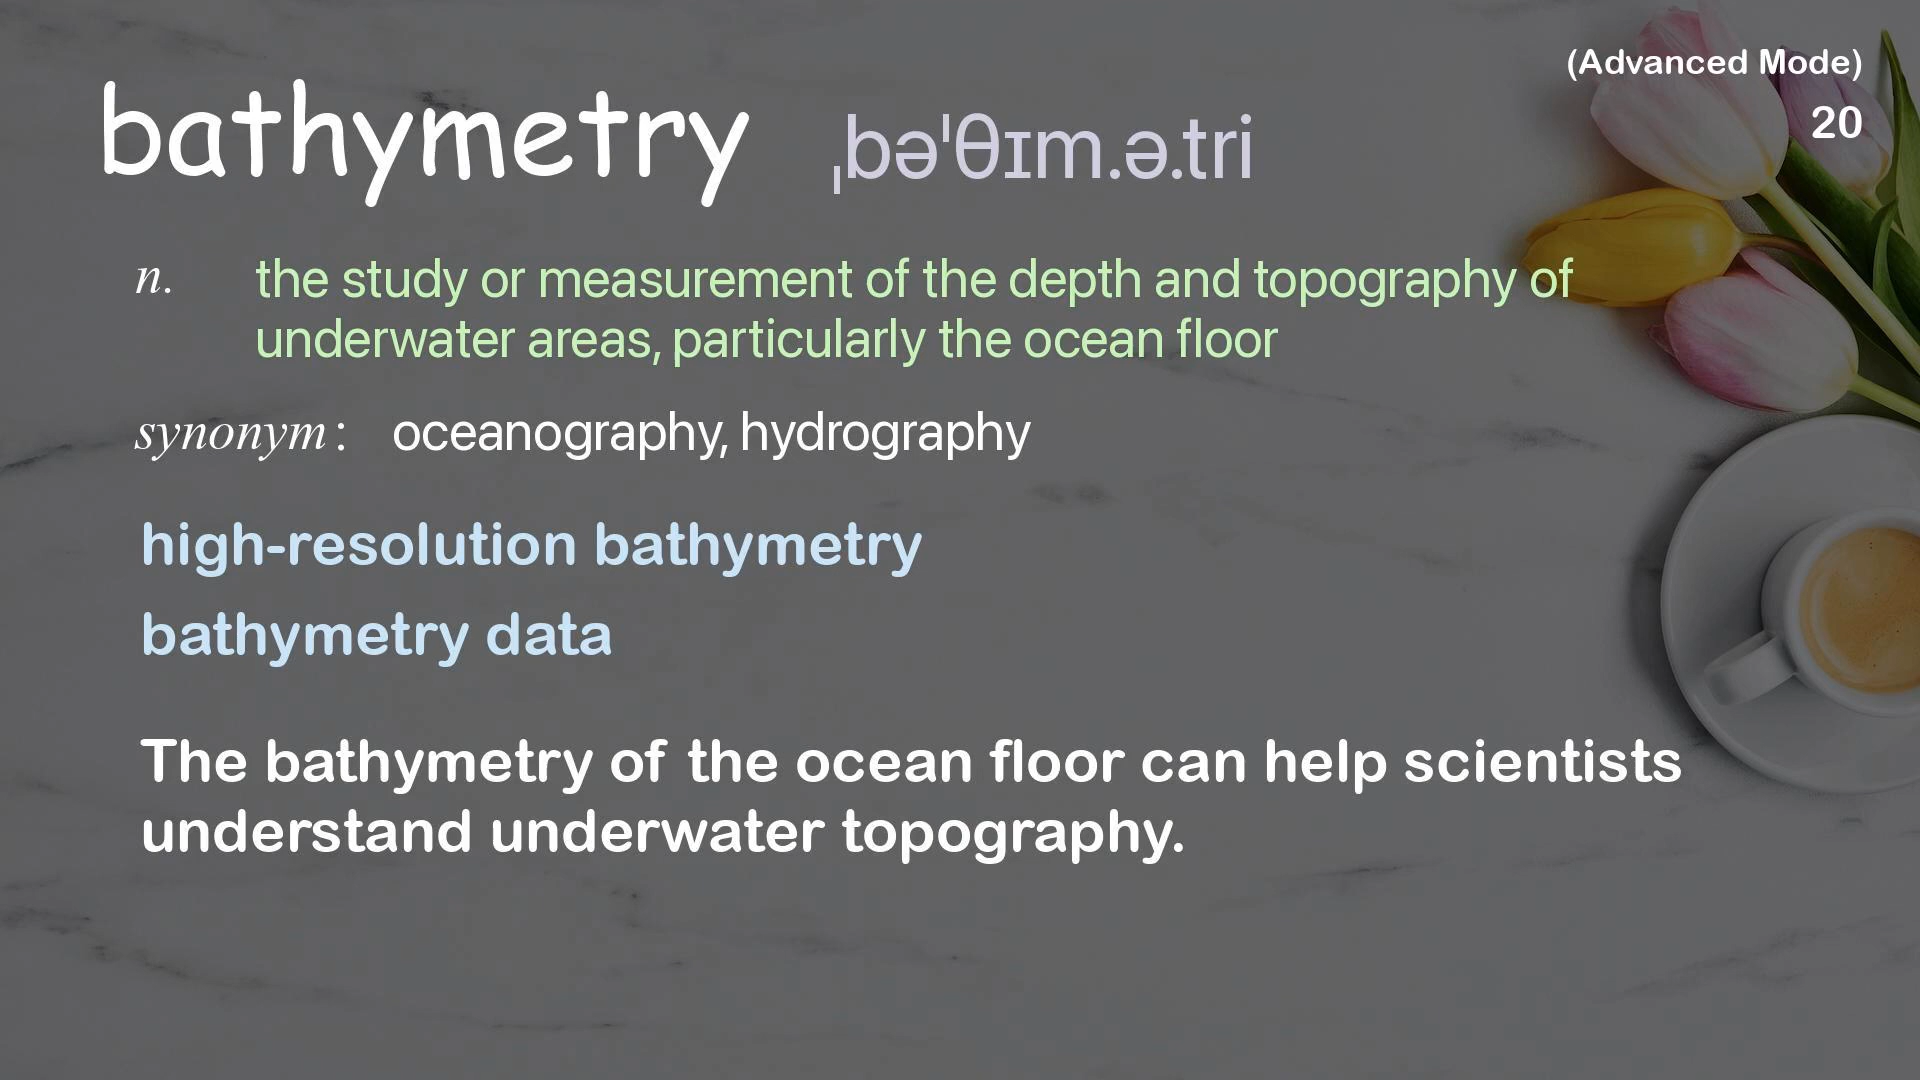 (Advanced Mode)
20
bathymetry ˌbəˈθɪm.ə.tri
n. the study or measurement of the depth and topography of
underwater areas, particularly the ocean floor
synonym: oceanography, hydrography
high-resolution bathymetry
bathymetry data
The bathymetry of the ocean floor can help scientists
understand underwater topography.